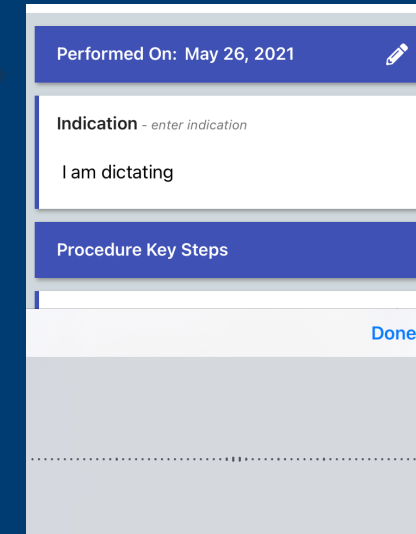 Performed On: May 26, 2021
Indication - enter indication
I am dictating
Procedure Key Steps
Done